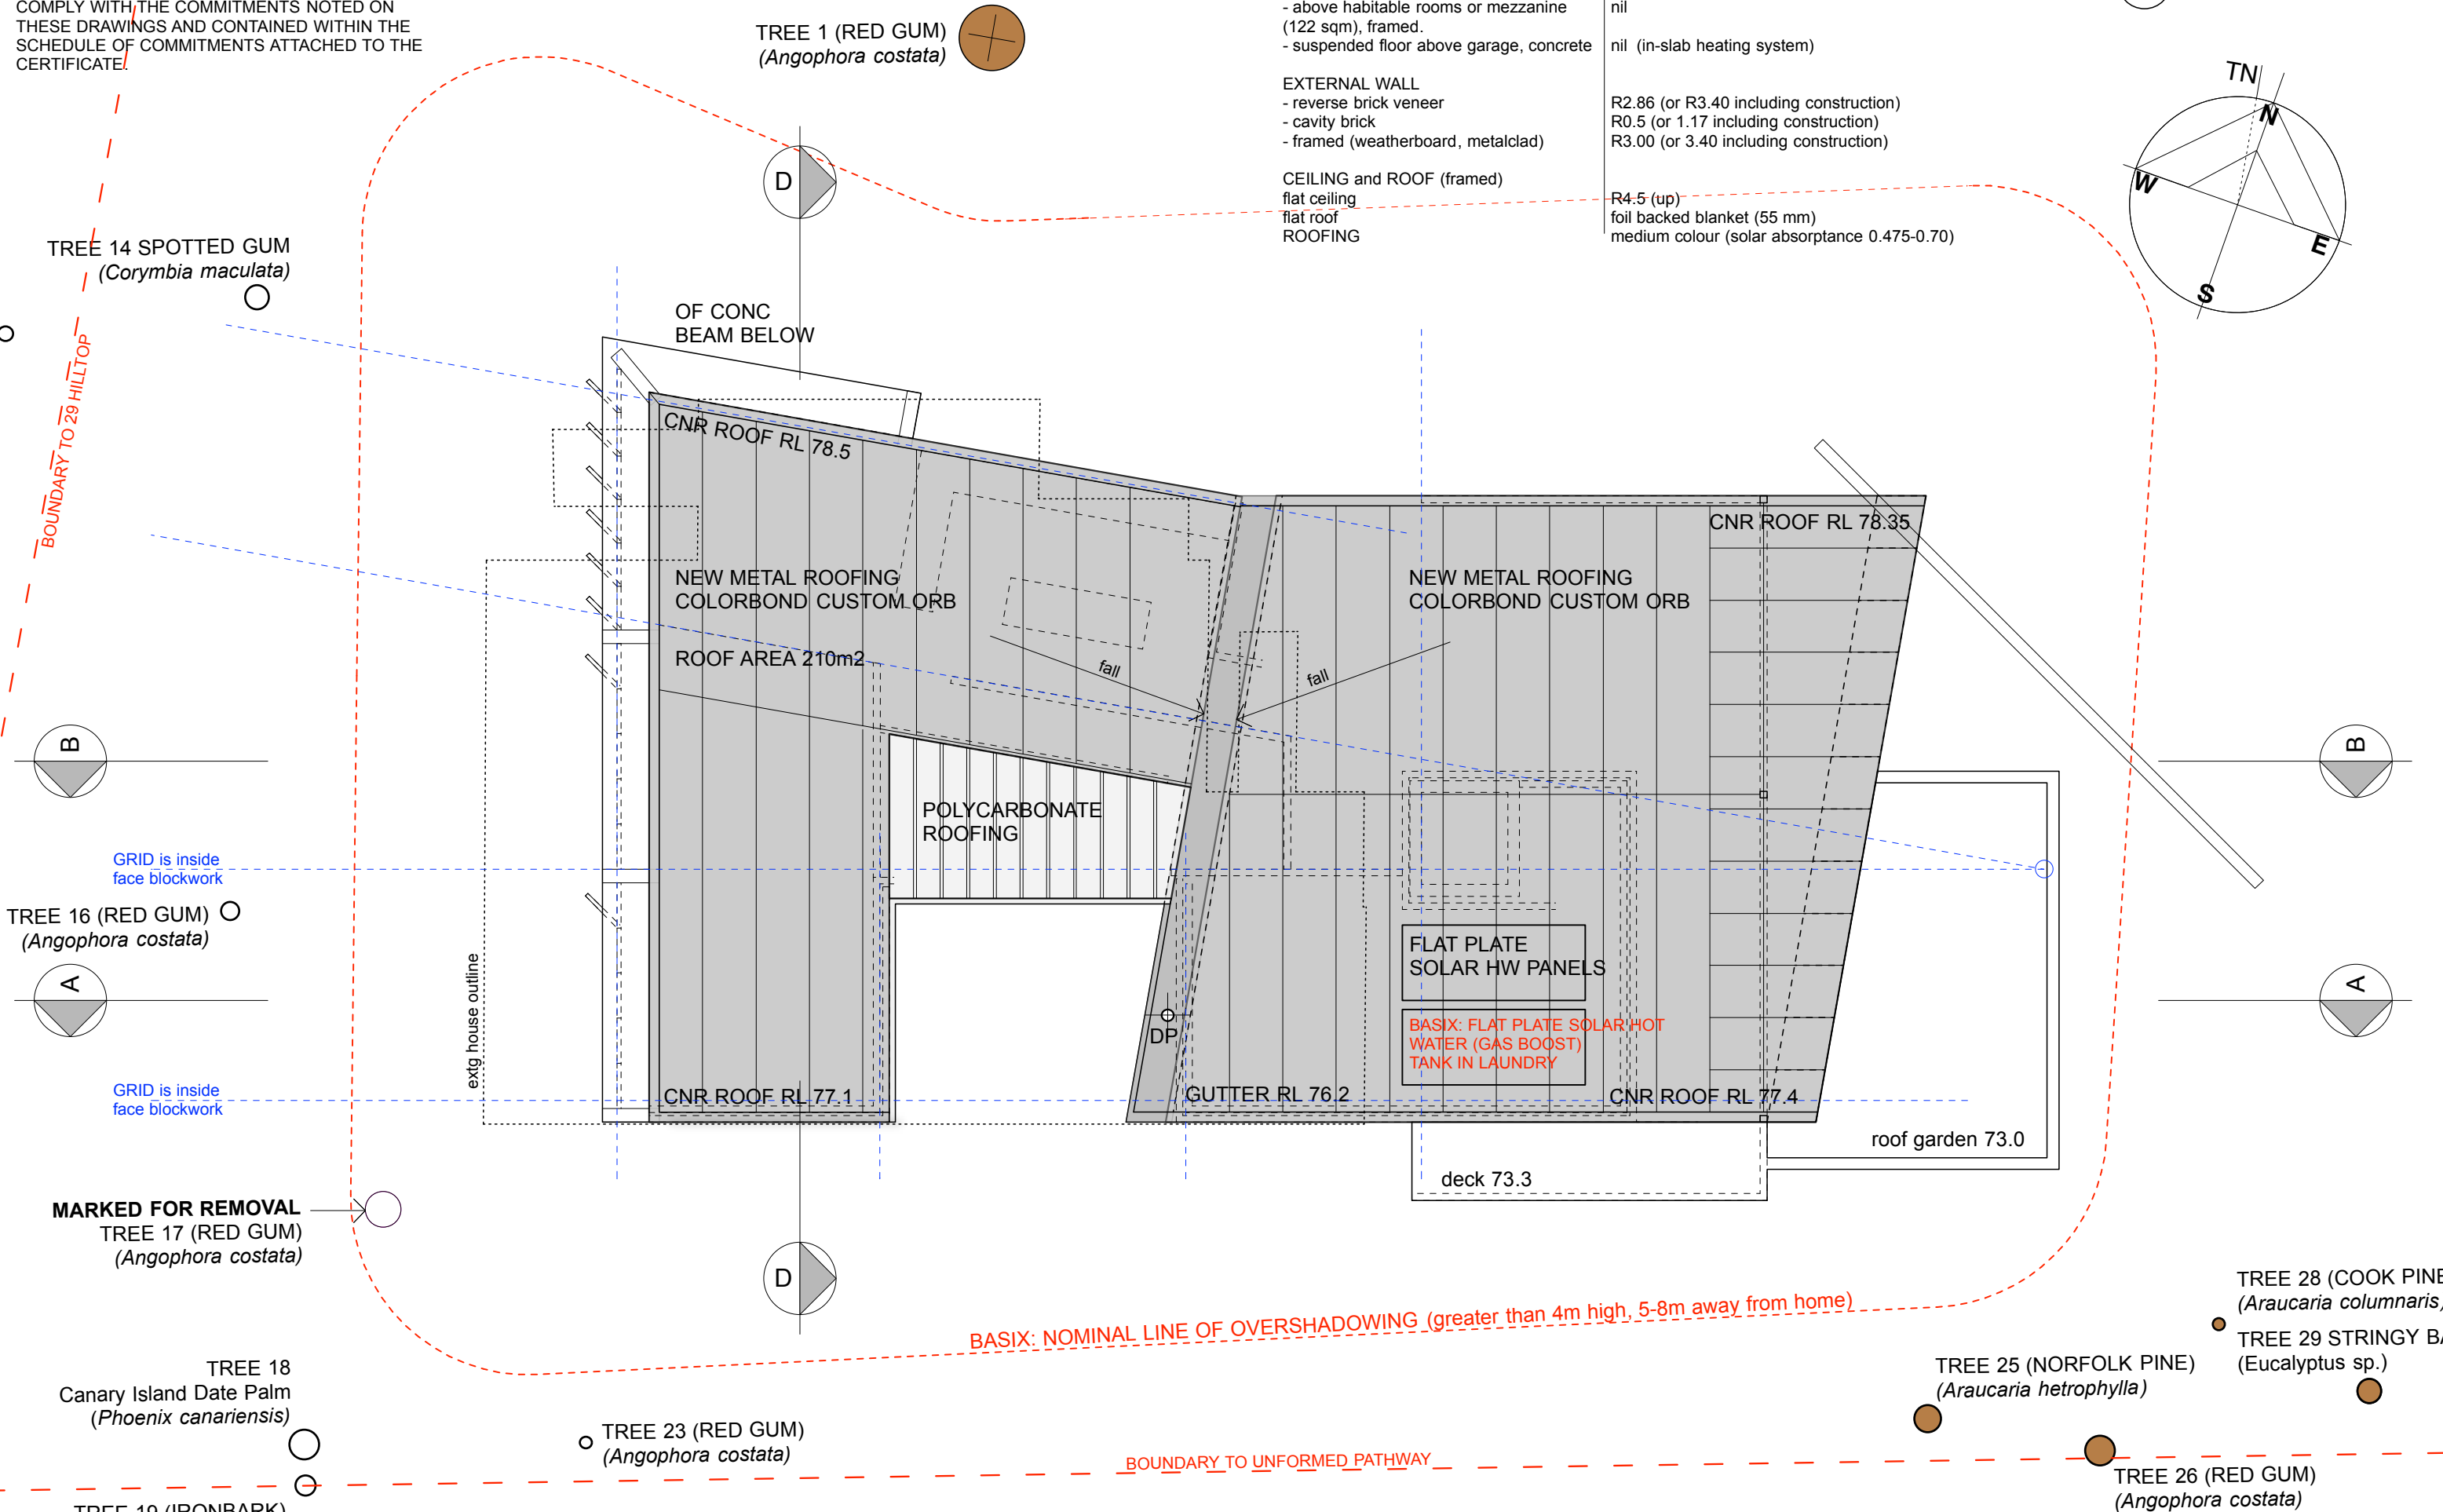 COMPLY WITH THE COMMITMENTS NOTED ON
THESE DRAWINGS AND CONTAINED WITHIN THE
SCHEDULE OF COMMITMENTS ATTACHED TO THE
CERTIFICATE.
TREE 1 (RED GUM)
(Angophora costata)
- above habitable rooms or mezzanine nil
(122 sqm), framed.
- suspended floor above garage, concrete nil (in-slab heating system)
EXTERNAL WALL
- reverse brick veneer R2.86 (or R3.40 including construction)
- cavity brick R0.5 (or 1.17 including construction)
- framed (weatherboard, metalclad) R3.00 (or 3.40 including construction)
CEILING and ROOF (framed)
flat ceiling R4.5 (up)
flat roof foil backed blanket (55 mm)
ROOFING medium colour (solar absorptance 0.475-0.70)
TN
N
W
E
S
D
TREE 14 SPOTTED GUM
(Corymbia maculata)
BOUNDARY TO 29 HILLTOP
OF CONC
BEAM BELOW
CNR ROOF RL 78.5
CNR ROOF RL 78.35
NEW METAL ROOFING
COLORBOND CUSTOM ORB
NEW METAL ROOFING
COLORBOND CUSTOM ORB
ROOF AREA 210m2
fall
fall
B
B
POLYCARBONATE
ROOFING
GRID is inside
face blockwork
TREE 16 (RED GUM)
(Angophora costata)
FLAT PLATE
SOLAR HW PANELS
A
A
extg house outline
DP
BASIX: FLAT PLATE SOLAR HOT
WATER (GAS BOOST)
TANK IN LAUNDRY
GRID is inside
face blockwork
CNR ROOF RL 77.1
GUTTER RL 76.2
CNR ROOF RL 77.4
roof garden 73.0
deck 73.3
MARKED FOR REMOVAL
TREE 17 (RED GUM)
(Angophora costata)
D
BASIX: NOMINAL LINE OF OVERSHADOWING (greater than 4m high, 5-8m away from home)
TREE 28 (COOK PINE
(Araucaria columnaris)
TREE 29 STRINGY BA
(Eucalyptus sp.)
TREE 25 (NORFOLK PINE)
(Araucaria hetrophylla)
TREE 18
Canary Island Date Palm
(Phoenix canariensis)
TREE 23 (RED GUM)
(Angophora costata)
BOUNDARY TO UNFORMED PATHWAY
TREE 26 (RED GUM)
(Angophora costata)
TREE 19 (IRONBARK)